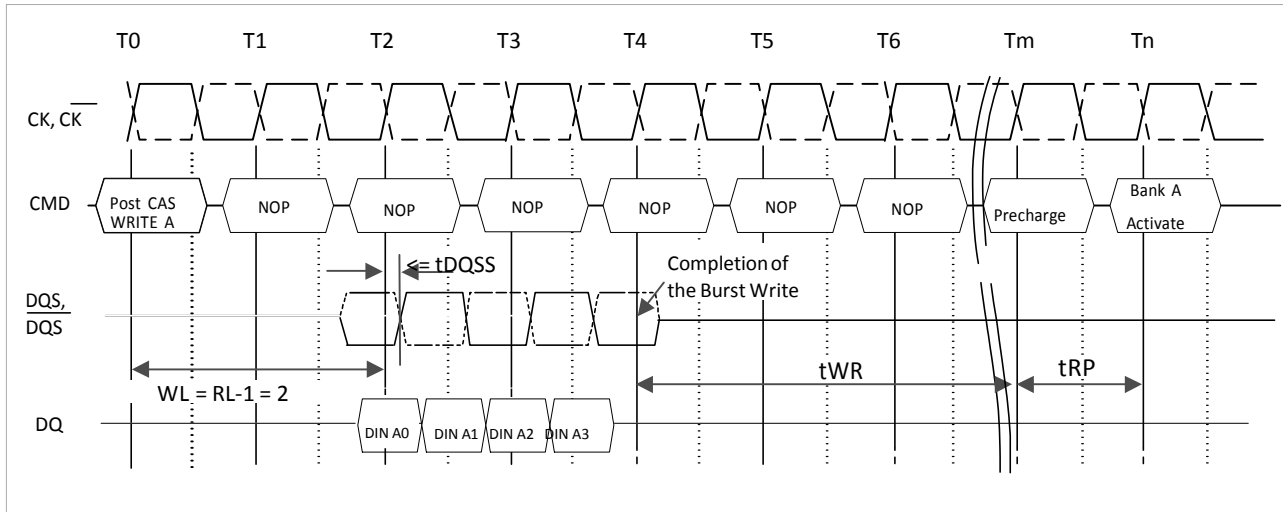 T0 T1 T2 T3 T4 T5 T6 Tm Tn
CK, CK
CMD
Post CAS
WRITE A
NOP
NOP
NOP
NOP
NOP
NOP
Precharge
Bank A
Activate
<= tDQSS
Completion of
the Burst Write
DQS,
DQS
WL = RL-1 = 2
tWR
tRP
DQ
DIN A0 DIN A1 DIN A2 DIN A3